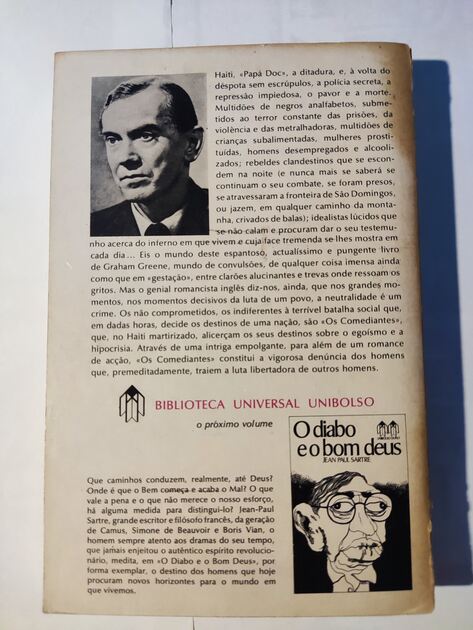 Haiti, «Papá Doc», a ditadura, e, à volta do
déspota sem escrúpulos, a polícia secreta, a
repressão impiedosa, o pavor e a morte.
Multidões de negros analfabetos, subme-
tidos ao terror constante das prisões, da
violência e das metralhadoras, multidões de
crianças subalimentadas, mulheres prosti-
tuídas, homens desempregados e alcooli-
zados; rebeldes clandestinos que se escon-
dem na noite (e nunca mais se saberá se
continuam o seu combate, se foram presos,
se atravessaram a fronteira de São Domingos,
ou jazem, em qualquer caminho da monta-
nha, crivados de balas); idealistas lúcidos que
se não calam e procuram dar o seu testemu-
nho acerca do inferno em que vivem e cuja face tremenda se lhes mostra em
cada dia... Eis o mundo deste espantoso, actualíssimo e pungente livro
de Graham Greene, mundo de convulsões, de qualquer coisa imensa ainda
como que em «gestação», entre clarões alucinantes e trevas onde ressoam os
gritos. Mas o genial romancista inglês diz-nos, ainda, que nos grandes mo-
mentos, nos momentos decisivos da luta de um povo, a neutralidade é um
crime. Os não comprometidos, os indiferentes à terrível batalha social que,
em dadas horas, decide os destinos de uma nação, são «Os Comediantes»,
que, no Haiti martirizado, alicerçam os seus destinos sobre o egoísmo e a
hipocrisia. Através de uma intriga empolgante, para além de um romance
de acção, «Os Comediantes» constitui a vigorosa denúncia dos homens
que, premeditadamente, traiem a luta libertadora de outros homens.
BIBLIOTECA UNIVERSAL UNIBOLSO
o próximo volume
O diabo
e o bom deus
JEAN PAUL SARTRE
Que caminhos conduzem, realmente, até Deus?
Onde é que o Bem começa e acaba o Mal? O que
vale a pena e o que não merece o nosso esforço,
há alguma medida para distingui-lo? Jean-Paul
Sartre, grande escritor e filósofo francês, da geração
de Camus, Simone de Beauvoir e Boris Vian, o
homem sempre atento aos dramas do seu tempo,
que jamais enjeitou o autêntico espírito revolucio-
nário, medita, em «O Diabo e o Bom Deus», por
forma exemplar, o destino dos homens que hoje
procuram novos horizontes para o mundo em
que vivemos.